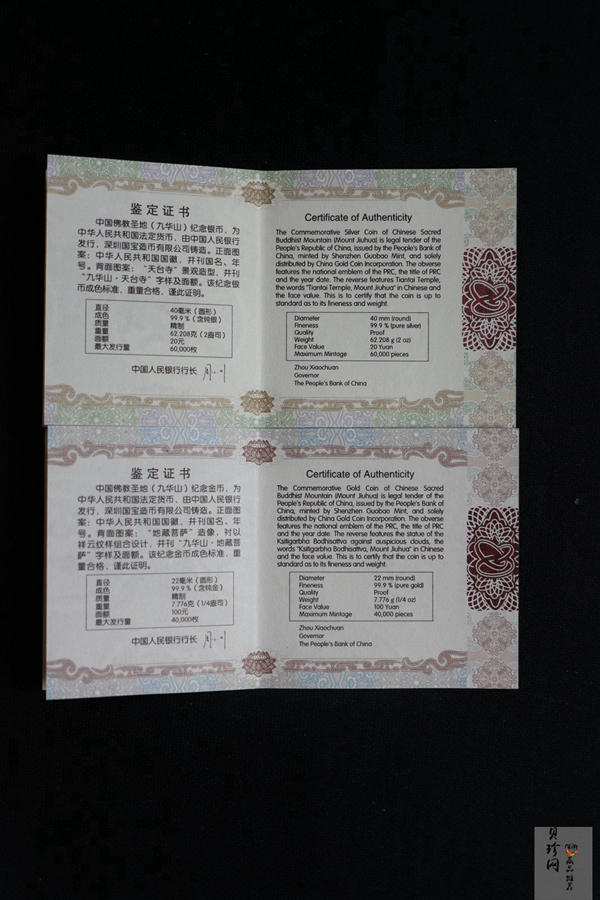 鉴定证书
中国佛教圣地（九华山）纪念银币，为
中华人民共和国法定货币，由中国人民银行
发行，深圳国宝造币有限公司铸造。正面图
案：中华人民共和国国徽，并刊国名、年
号。背面图案：“天台寺”景观造型，并刊
“九华山·天台寺”字样及面额。该纪念银
币成色标准，重量合格，谨此证明。
直径 40毫米（圆形）
成色 99.9％（含纯银）
质量 精制
重量 62.208克（2盎司）
面额 20元
最大发行量 60,000枚
中国人民银行行长
Certificate of Authenticity
The Commemorative Silver Coin of Chinese Sacred
Buddhist Mountain (Mount Jiuhua) is legal tender of the
People's Republic of China, issued by the People's Bank of
China, minted by Shenzhen Guobao Mint, and solely
distributed by China Gold Coin Incorporation. The obverse
features the national emblem of the PRC, the title of PRC
and the year date. The reverse features Tiantai Temple,
the words "Tiantai Temple, Mount Jiuhua" in Chinese and
the face value. This is to certify that the coin is up to
standard as to its fineness and weight.
Diameter 40 mm (round)
Fineness 99.9 % (pure silver)
Quality Proof
Weight 62.208 g (2 oz)
Face Value 20 Yuan
Maximum Mintage 60,000 pieces
Zhou Xiaochuan
Governor
The People's Bank of China
鉴定证书
中国佛教圣地（九华山）纪念金币，为
中华人民共和国法定货币，由中国人民银行
发行，深圳国宝造币有限公司铸造。正面图
案：中华人民共和国国徽，并刊国名、年
号。背面图案：“地藏菩萨”造像，衬以
祥云纹样组合设计，并刊“九华山·地藏菩
萨”字样及面额。该纪念金币成色标准，重
量合格，谨此证明。
直径 22毫米（圆形）
成色 99.9％（含纯金）
质量 精制
重量 7.776克（1/4盎司）
面额 100元
最大发行量 40,000枚
中国人民银行行长
Certificate of Authenticity
The Commemorative Gold Coin of Chinese Sacred
Buddhist Mountain (Mount Jiuhua) is legal tender of the
People's Republic of China, issued by the People's Bank of
China, minted by Shenzhen Guobao Mint, and solely
distributed by China Gold Coin Incorporation. The obverse
features the national emblem of the PRC, the title of PRC
and the year date. The reverse features the statue of the
Ksitigarbha Bodhisattva against auspicious clouds, the
words "Ksitigarbha Bodhisattva, Mount Jiuhua" in Chinese
and the face value. This is to certify that the coin is up to
standard as to its fineness and weight.
Diameter 22 mm (round)
Fineness 99.9 % (pure gold)
Quality Proof
Weight 7.776 g (1/4 oz)
Face Value 100 Yuan
Maximum Mintage 40,000 pieces
Zhou Xiaochuan
Governor
The People's Bank of China
贝珍网